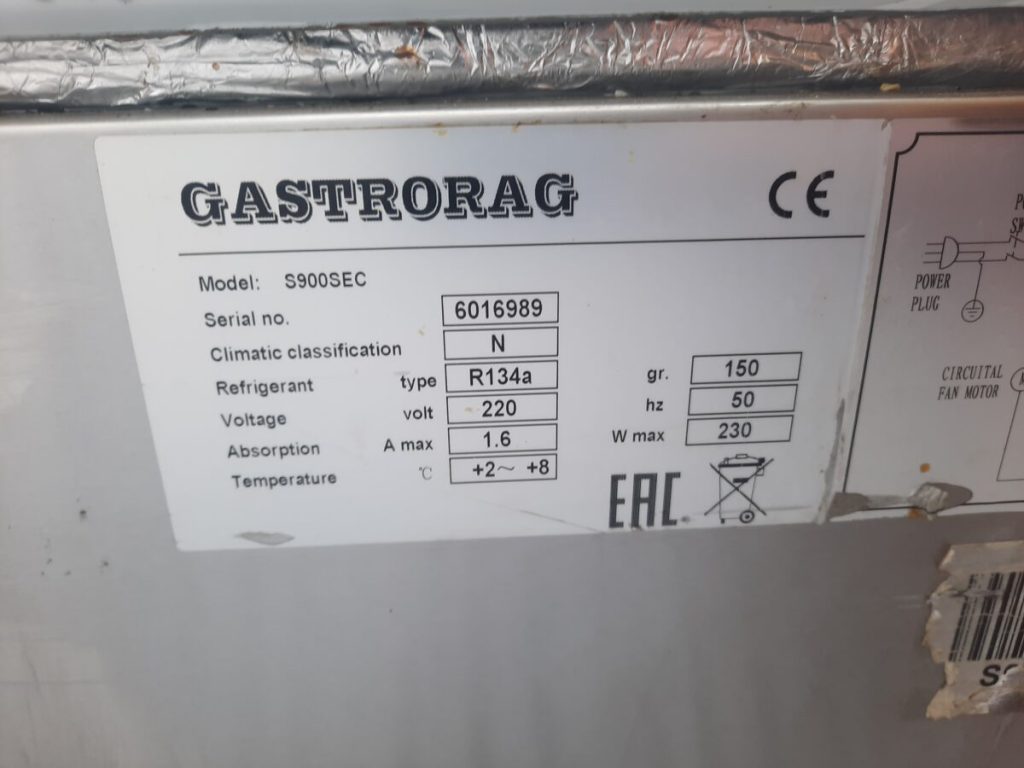 GASTRORAG CE
Model: S900SEC
Serial no. 6016989
Climatic classification N
Refrigerant type R134a gr. 150
Voltage volt 220 hz 50
Absorption A max 1.6 W max 230
Temperature °C +2~ +8
EAC
POWER
PLUG
CIRCUITAL
FAN MOTOR